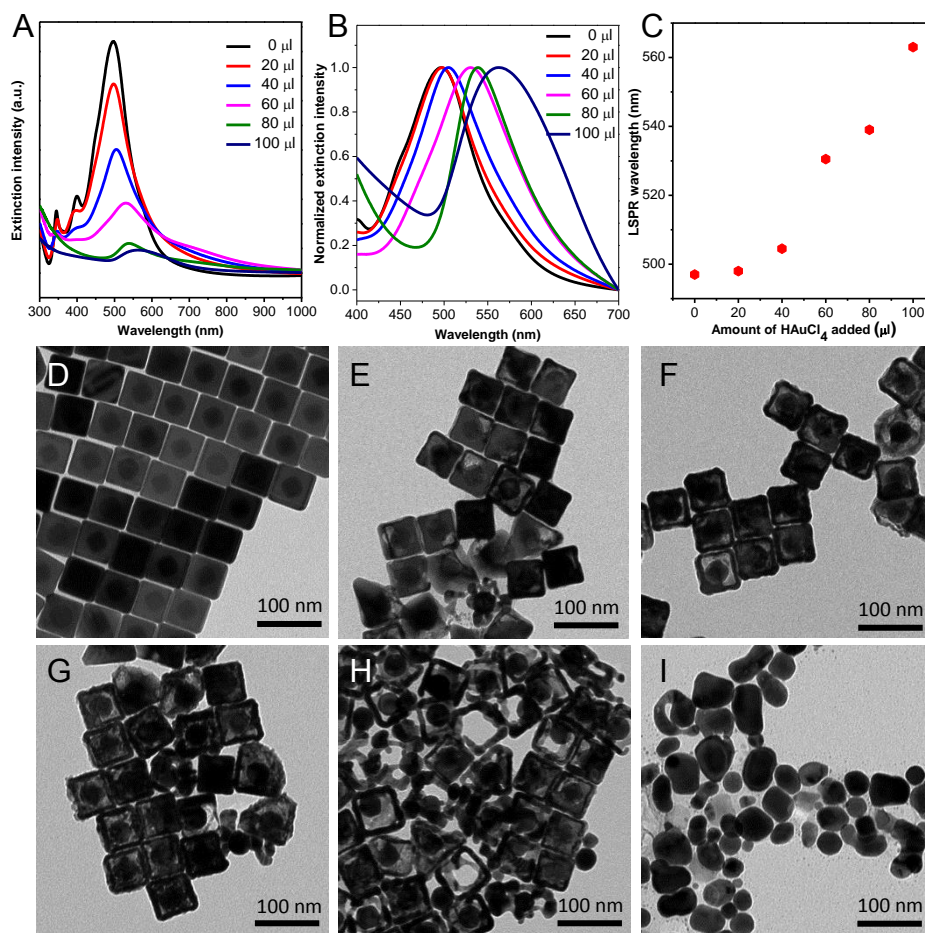 A
Extinction intensity (a.u.)
0 µl
20 µl
40 µl
60 µl
80 µl
100 µl
300 400 500 600 700 800 900 1000
Wavelength (nm)
B
Normalized extinction intensity
1.0
0.8
0.6
0.4
0.2
0.0
0 µl
20 µl
40 µl
60 µl
80 µl
100 µl
400 450 500 550 600 650 700
Wavelength (nm)
C
LSPR wavelength (nm)
560
540
520
500
0 20 40 60 80 100
Amount of HAuCl4 added (µl)
D
100 nm
E
100 nm
F
100 nm
G
100 nm
H
100 nm
I
100 nm